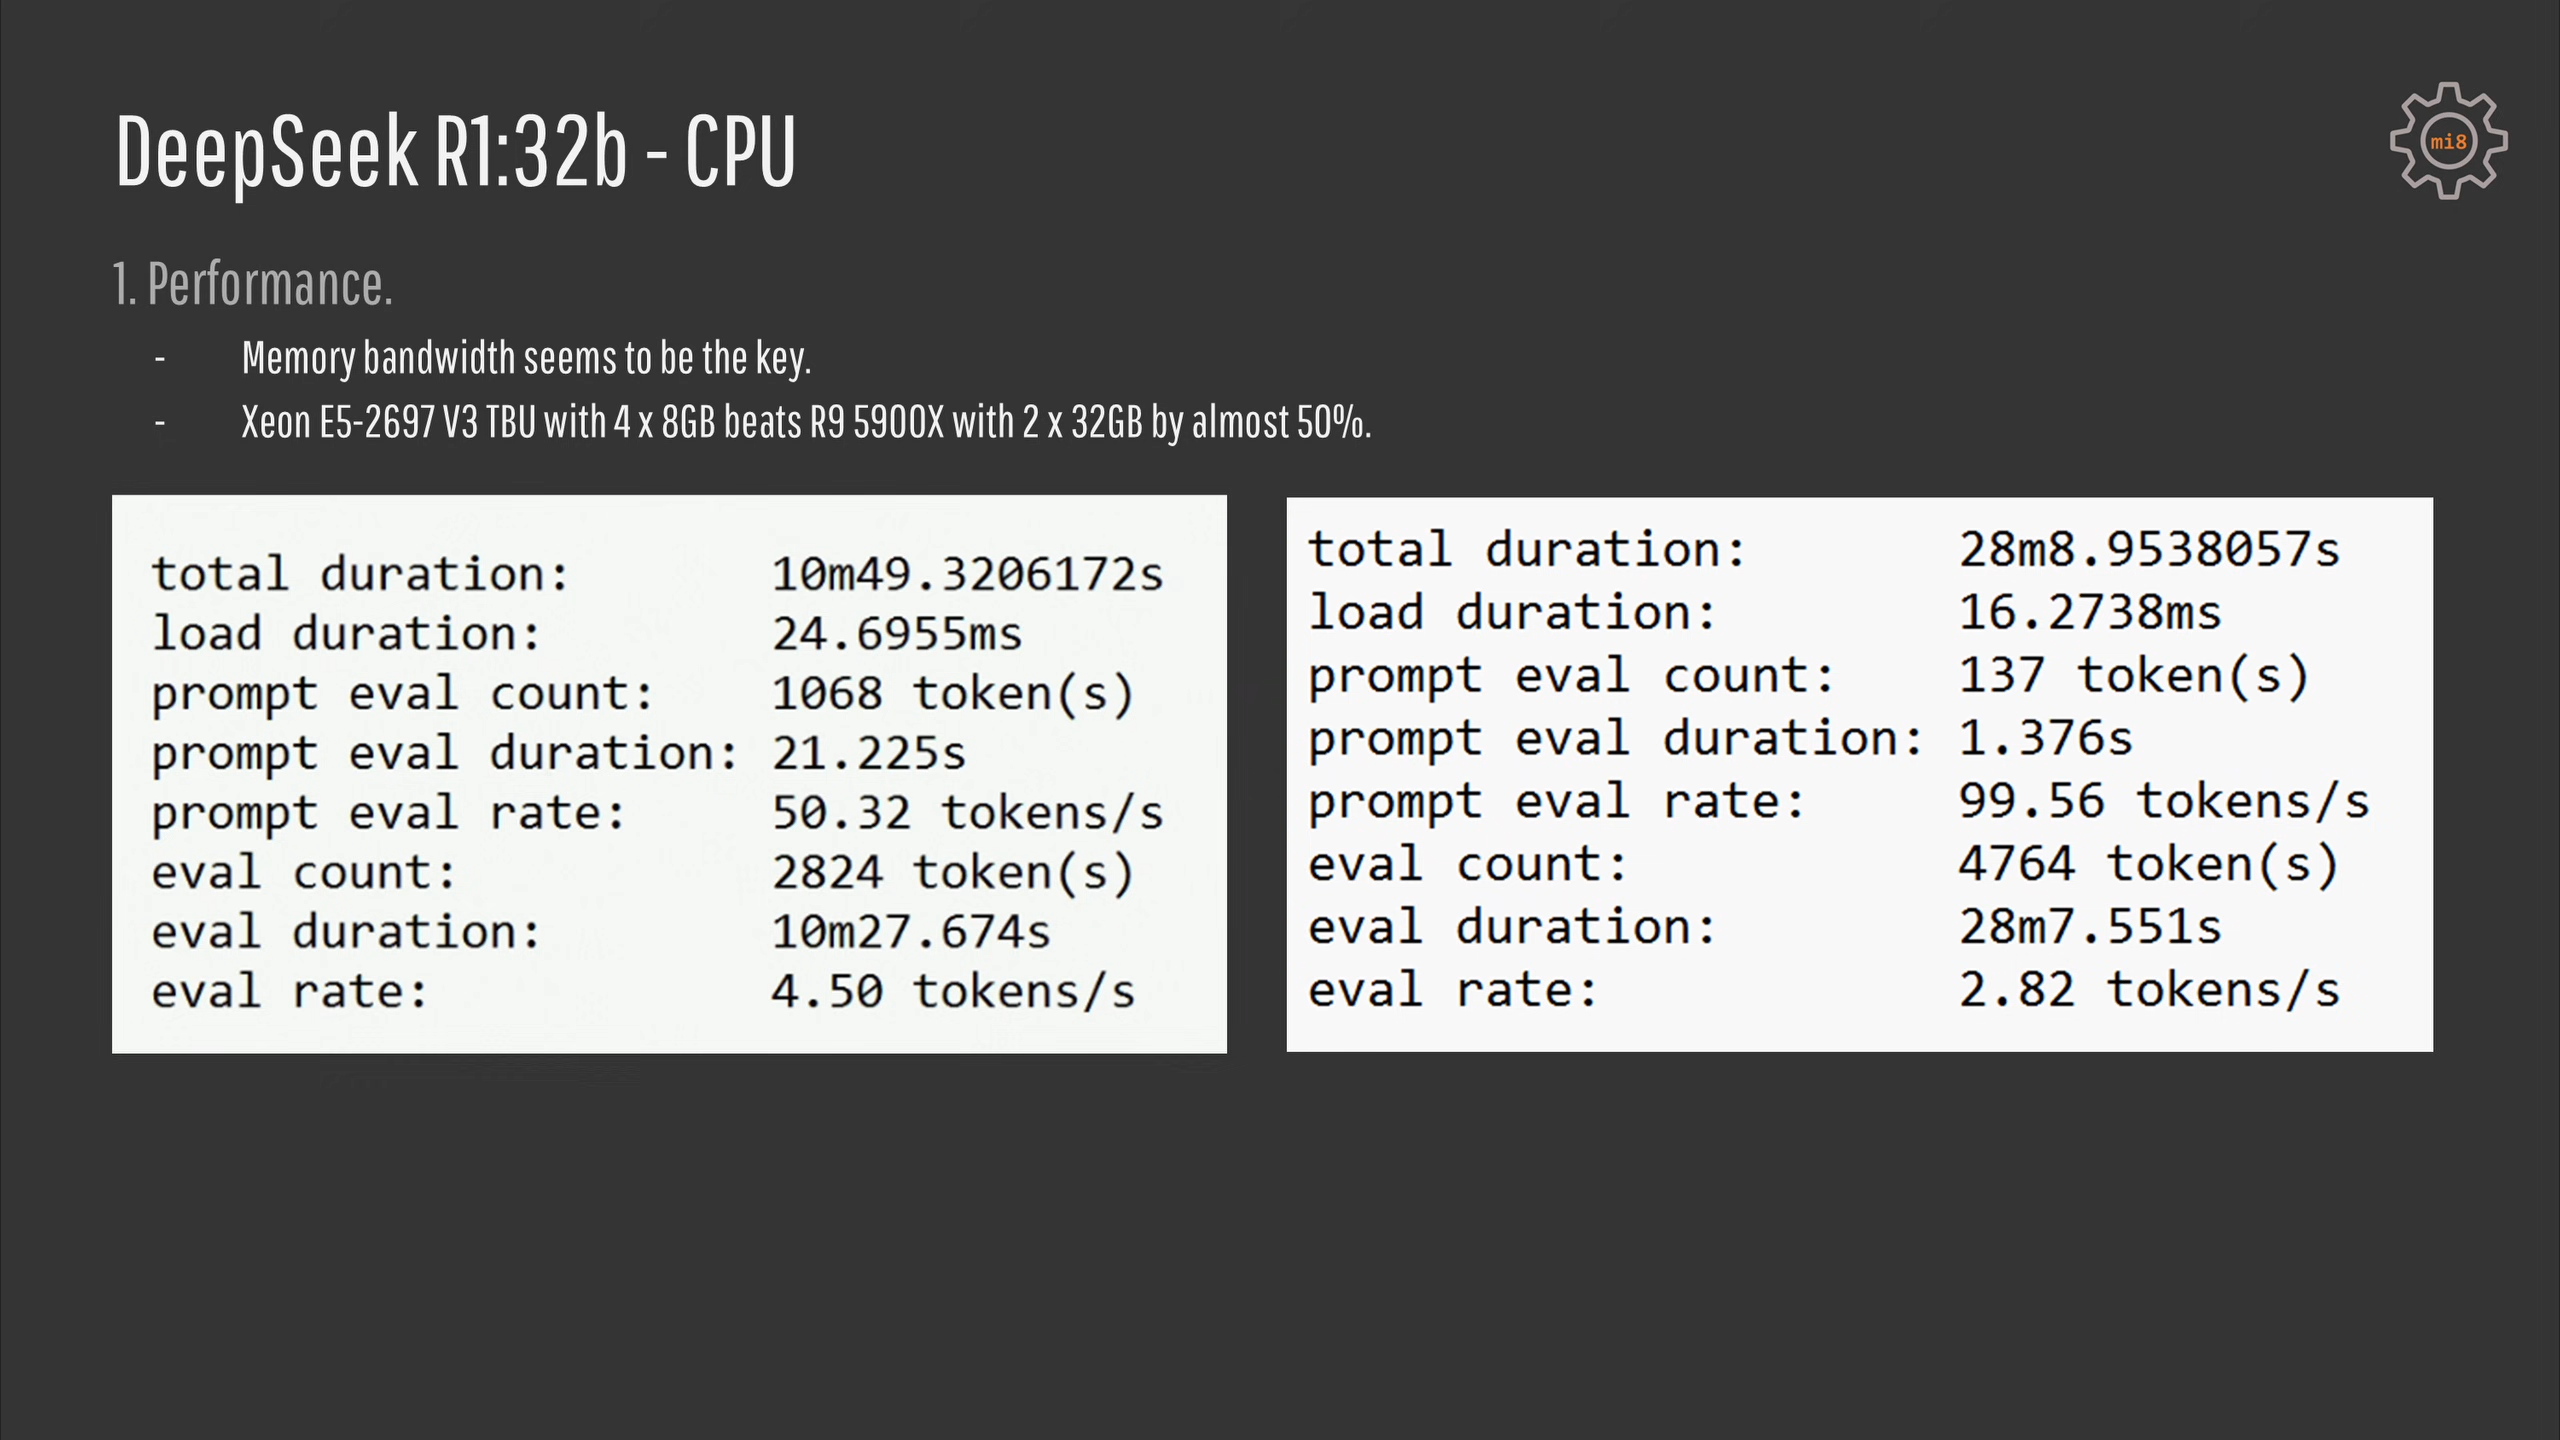 DeepSeek R1:32b - CPU
mi8
1. Performance.
- Memory bandwidth seems to be the key.
- Xeon E5-2697 V3 TBU with 4 x 8GB beats R9 5900X with 2 x 32GB by almost 50%.
total duration: 10m49.3206172s
load duration: 24.6955ms
prompt eval count: 1068 token(s)
prompt eval duration: 21.225s
prompt eval rate: 50.32 tokens/s
eval count: 2824 token(s)
eval duration: 10m27.674s
eval rate: 4.50 tokens/s
total duration: 28m8.9538057s
load duration: 16.2738ms
prompt eval count: 137 token(s)
prompt eval duration: 1.376s
prompt eval rate: 99.56 tokens/s
eval count: 4764 token(s)
eval duration: 28m7.551s
eval rate: 2.82 tokens/s